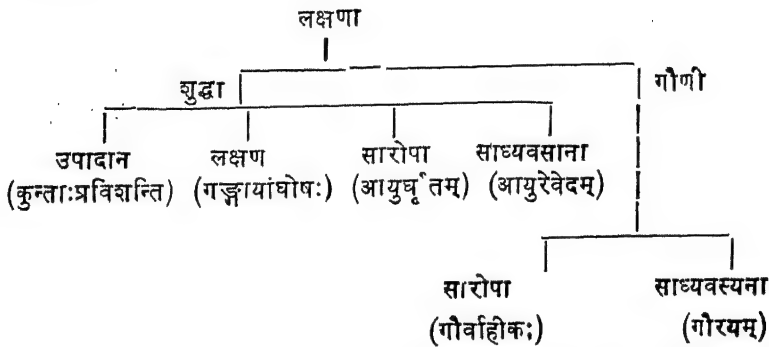 लक्षणा
शुद्धा गौणी
उपादान लक्षण सारोपा साध्यवसाना
(कुन्ताःप्रविशन्ति) (गङ्गायांघोषः) (आयुर्घृतम्) (आयुरेवेदम्)
सारोपा साध्यवस्यना
(गौर्वाहीकः;) (गौरयम्)